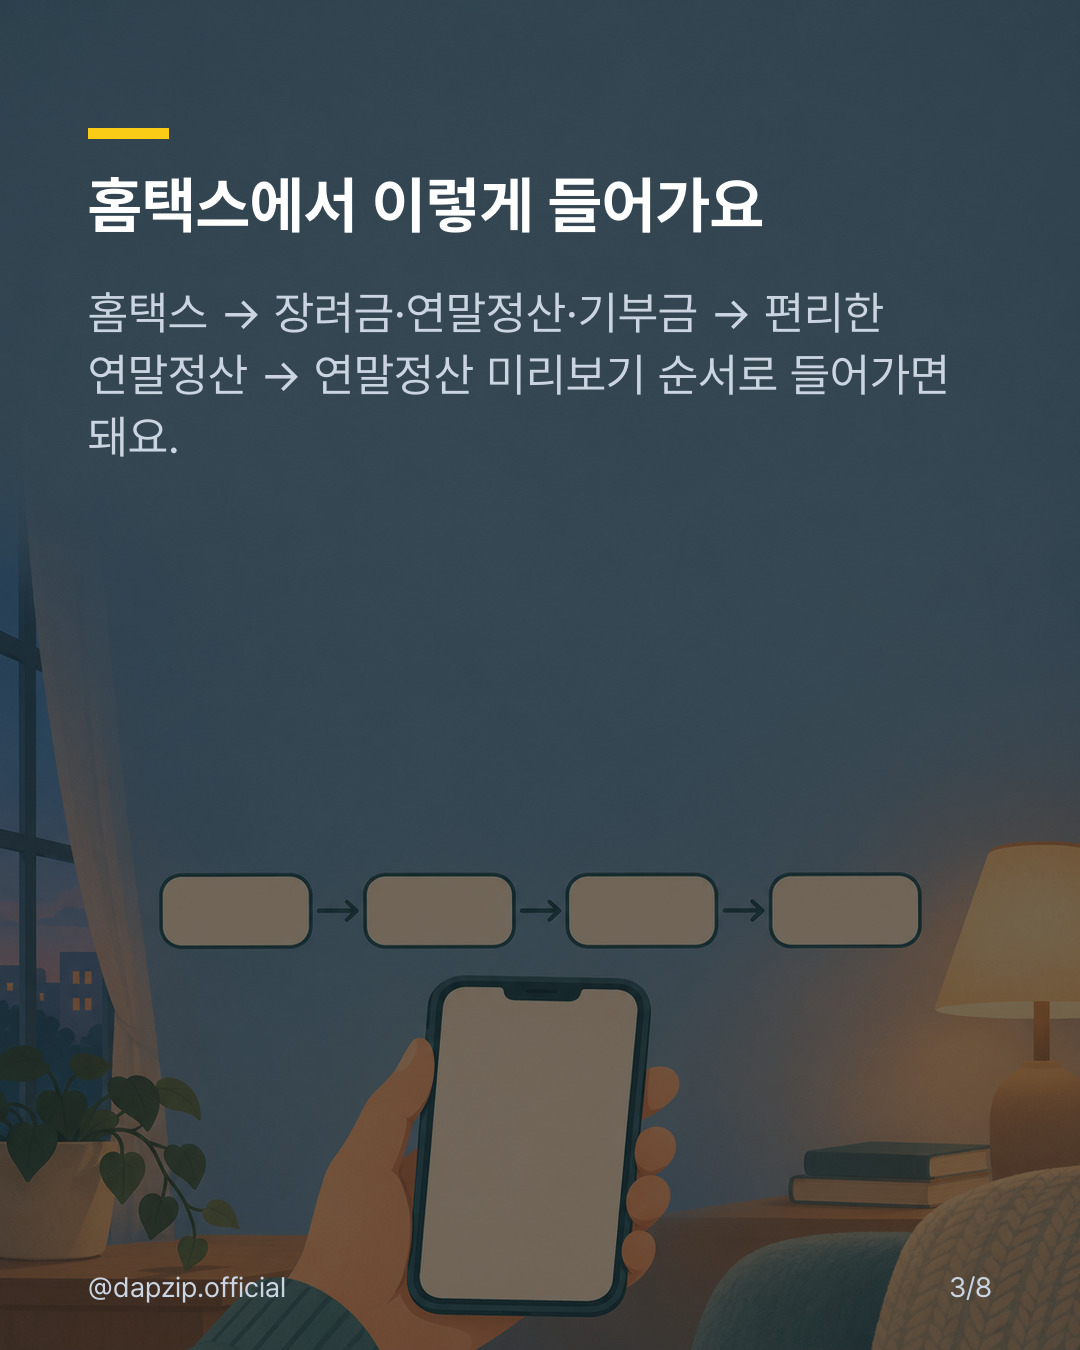 홈택스에서 이렇게 들어가요
홈택스 → 장려금·연말정산·기부금 → 편리한
연말정산 → 연말정산 미리보기 순서로 들어가면
돼요.
@dapzip.official
3/8